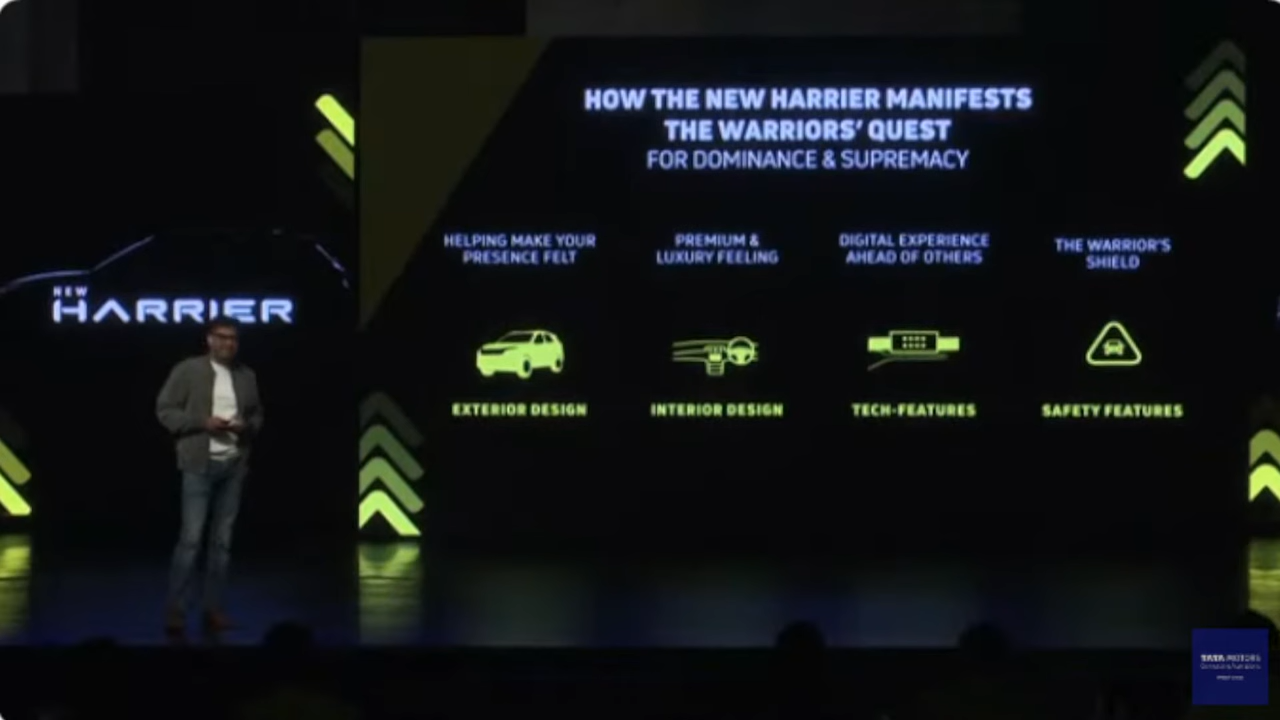 HOW THE NEW HARRIER MANIFESTS
THE WARRIORS' QUEST
FOR DOMINANCE & SUPREMACY
HELPING MAKE YOUR
PRESENCE FELT
PREMIUM &
LUXURY FEELING
DIGITAL EXPERIENCE
AHEAD OF OTHERS
THE WARRIOR'S
SHIELD
EXTERIOR DESIGN
INTERIOR DESIGN
TECH-FEATURES
SAFETY FEATURES
NEW
HARRIER
TATA MOTORS